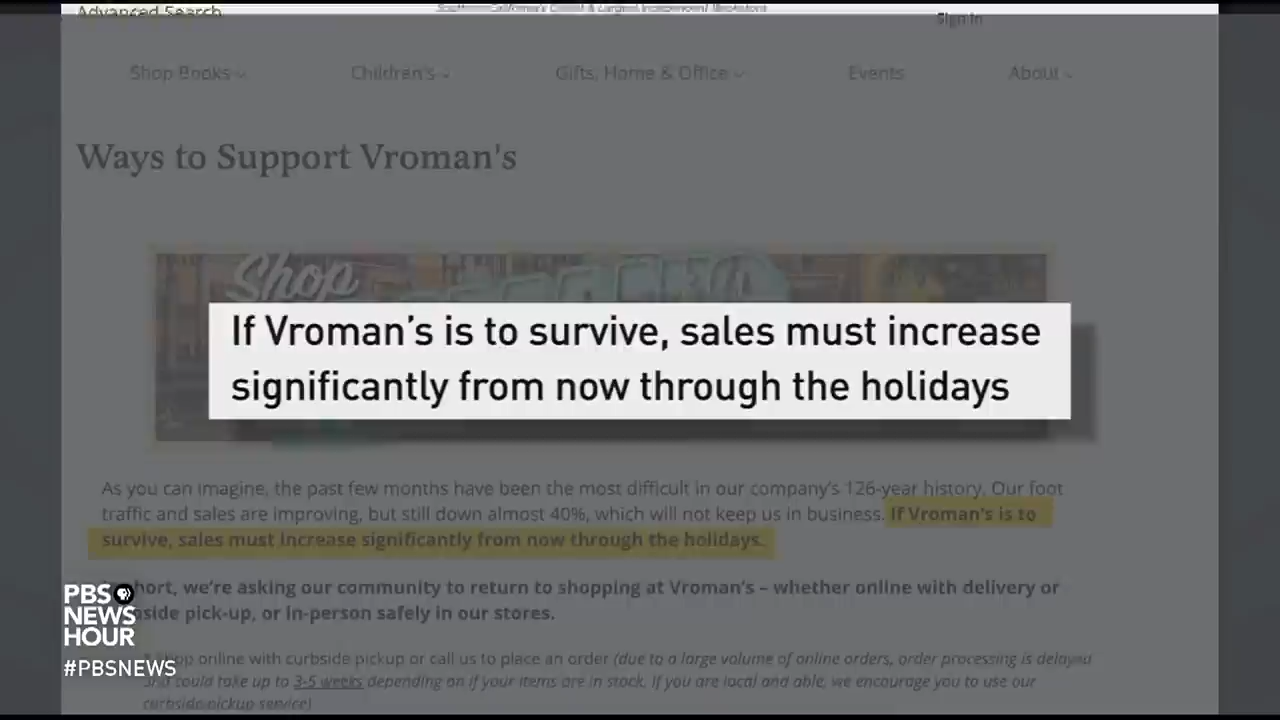 Advanced Search
Sign in
Shop Books
Children's
Gifts, Home & Office
Events
About
Ways to Support Vroman's
Shop
If Vroman's is to survive, sales must increase
significantly from now through the holidays
As you can imagine, the past few months have been the most difficult in our company's 126-year history. Our foot
traffic and sales are improving, but still down almost 40%, which will not keep us in business. If Vroman's is to
survive, sales must increase significantly from now through the holidays.
hort, we're asking our community to return to shopping at Vroman's – whether online with delivery or
side pick-up, or in-person safely in our stores.
PBS
NEWS
HOUR
#PBSNEWS
* Shop online with curbside pickup or call us to place an order (due to a large volume of online orders, order processing is delayed
and could take up to 3-5 weeks depending on if your items are in stock. If you are local and able, we encourage you to use our
curbside pickup service)